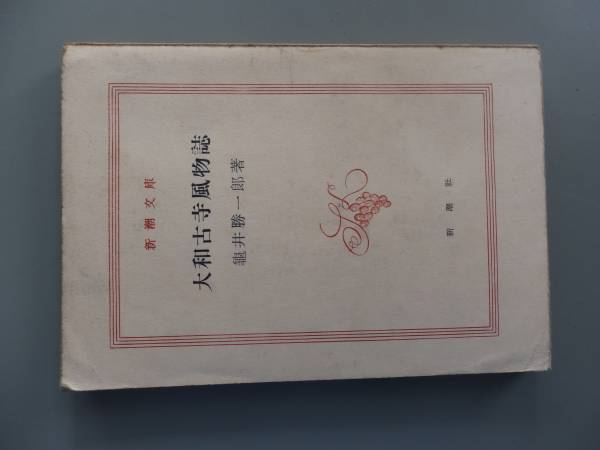 新潮文庫
大和古寺風物誌
龜井勝一郎著
新潮社